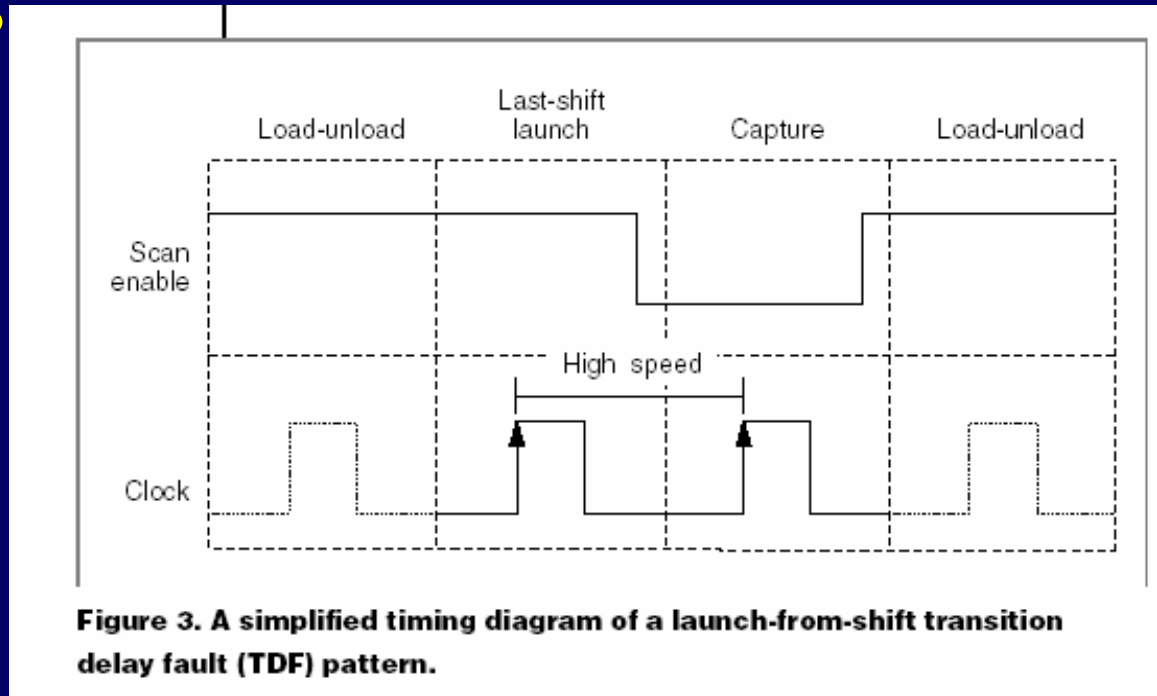 Last-shift
Load-unload launch Capture Load-unload
Scan
enable
High speed
Clock
Figure 3. A simplified timing diagram of a launch-from-shift transition
delay fault (TDF) pattern.